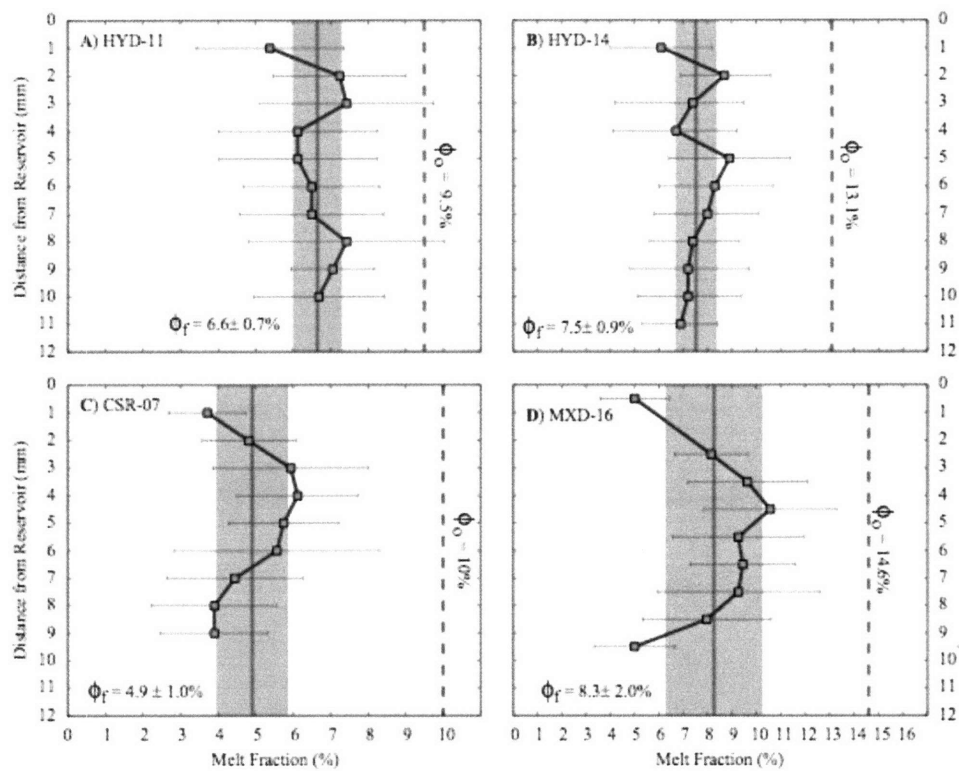 A) HYD-11
B) HYD-14
Distance from Reservoir (mm)
0
1
2
3
4
5
6
7
8
9
10
11
12
ϕo = 9.5%
ϕf = 6.6± 0.7%
ϕo = 13.1%
ϕf = 7.5± 0.9%
0
1
2
3
4
5
6
7
8
9
10
11
12
C) CSR-07
D) MXD-16
Distance from Reservoir (mm)
0
1
2
3
4
5
6
7
8
9
10
11
12
ϕo = 10%
ϕf = 4.9 ± 1.0%
ϕo = 14.6%
ϕf = 8.3± 2.0%
0
1
2
3
4
5
6
7
8
9
10
11
12
0 1 2 3 4 5 6 7 8 9 10
0 1 2 3 4 5 6 7 8 9 10 11 12 13 14 15 16
Melt Fraction (%)
Melt Fraction (%)